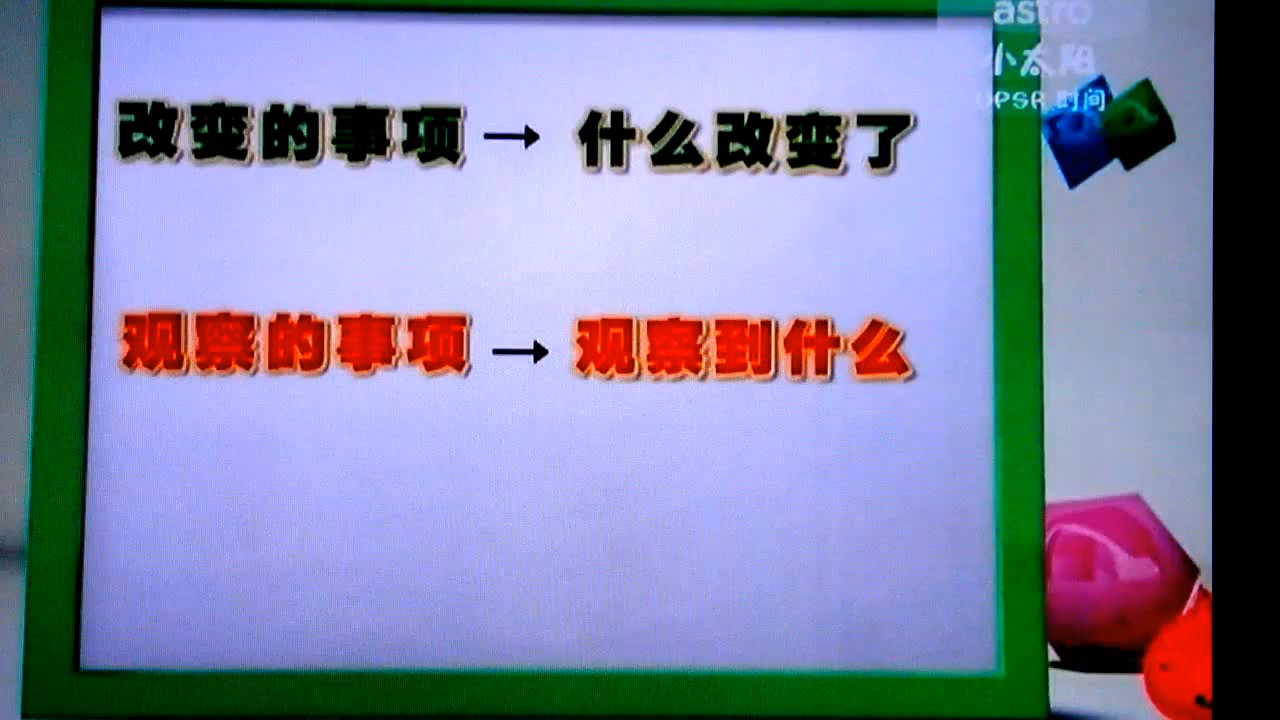 astro
小太阳
UPSR 时间
改变的事项 → 什么改变了
观察的事项 → 观察到什么